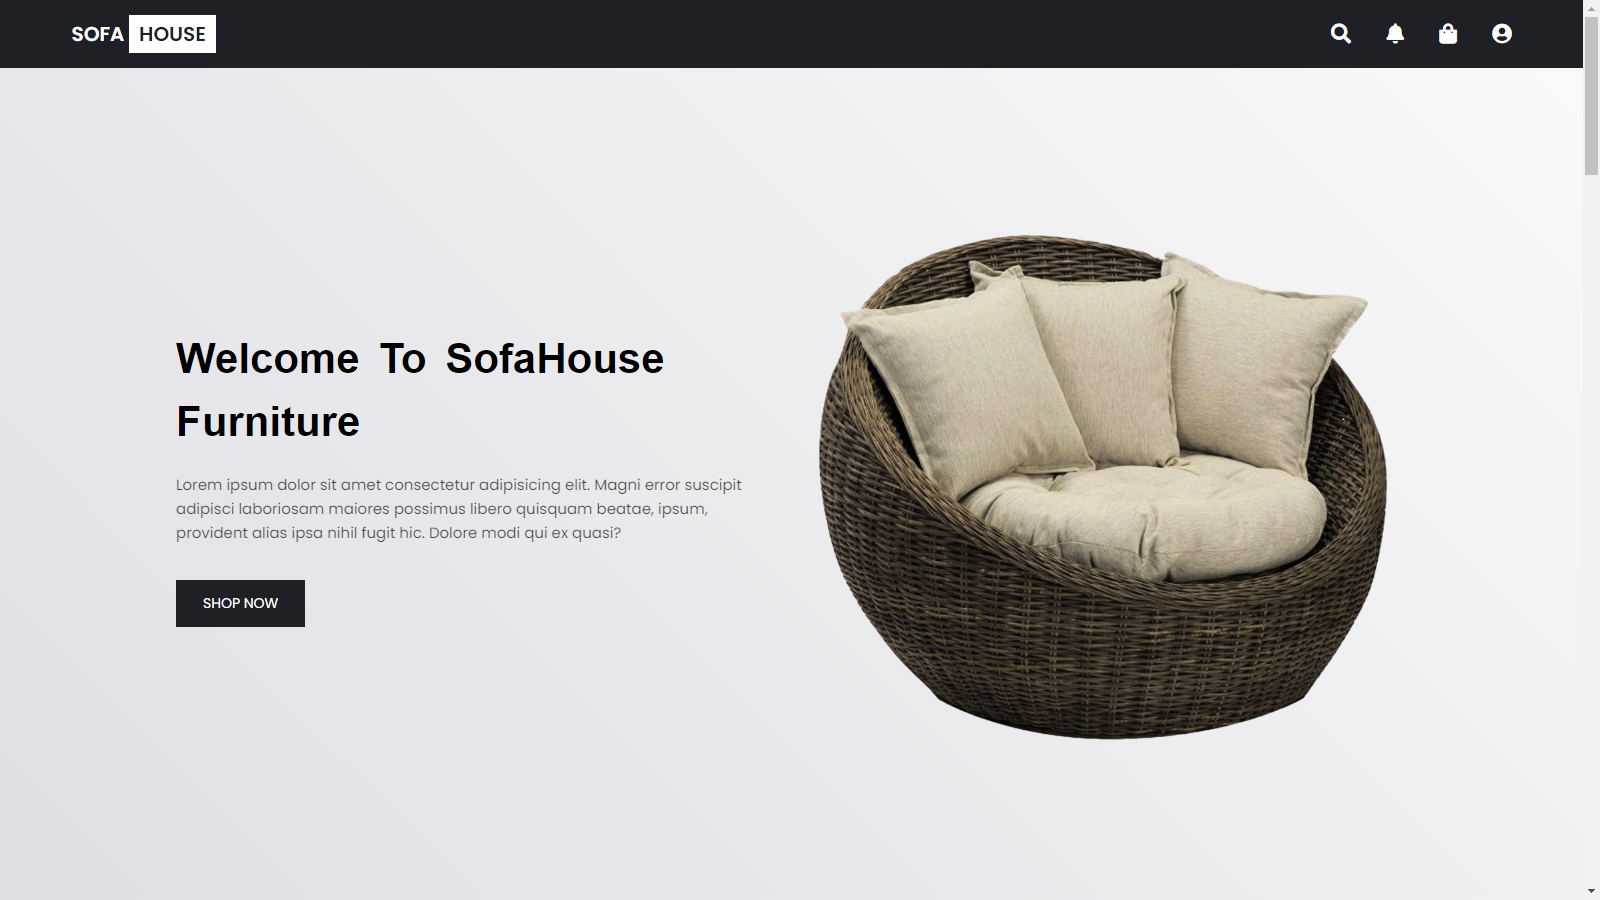 SOFA HOUSE
Welcome To SofaHouse
Furniture
Lorem ipsum dolor sit amet consectetur adipisicing elit. Magni error suscipit
adipisci laboriosam maiores possimus libero quisquam beatae, ipsum,
provident alias ipsa nihil fugit hic. Dolore modi qui ex quasi?
SHOP NOW